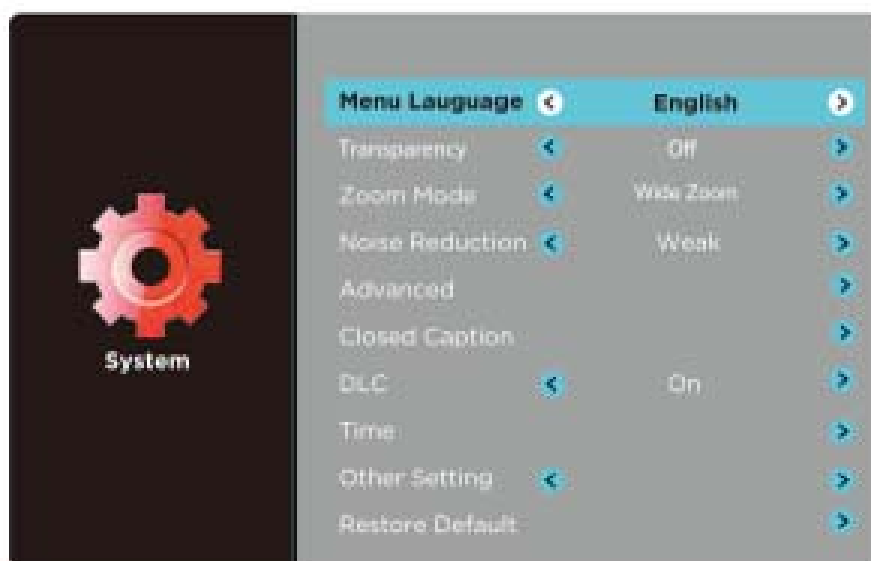 System
Menu Lauguage English
Transparency Off
Zoom Mode Wide Zoom
Noise Reduction Weak
Advanced
Closed Caption
DLC On
Time
Other Setting
Restore Default